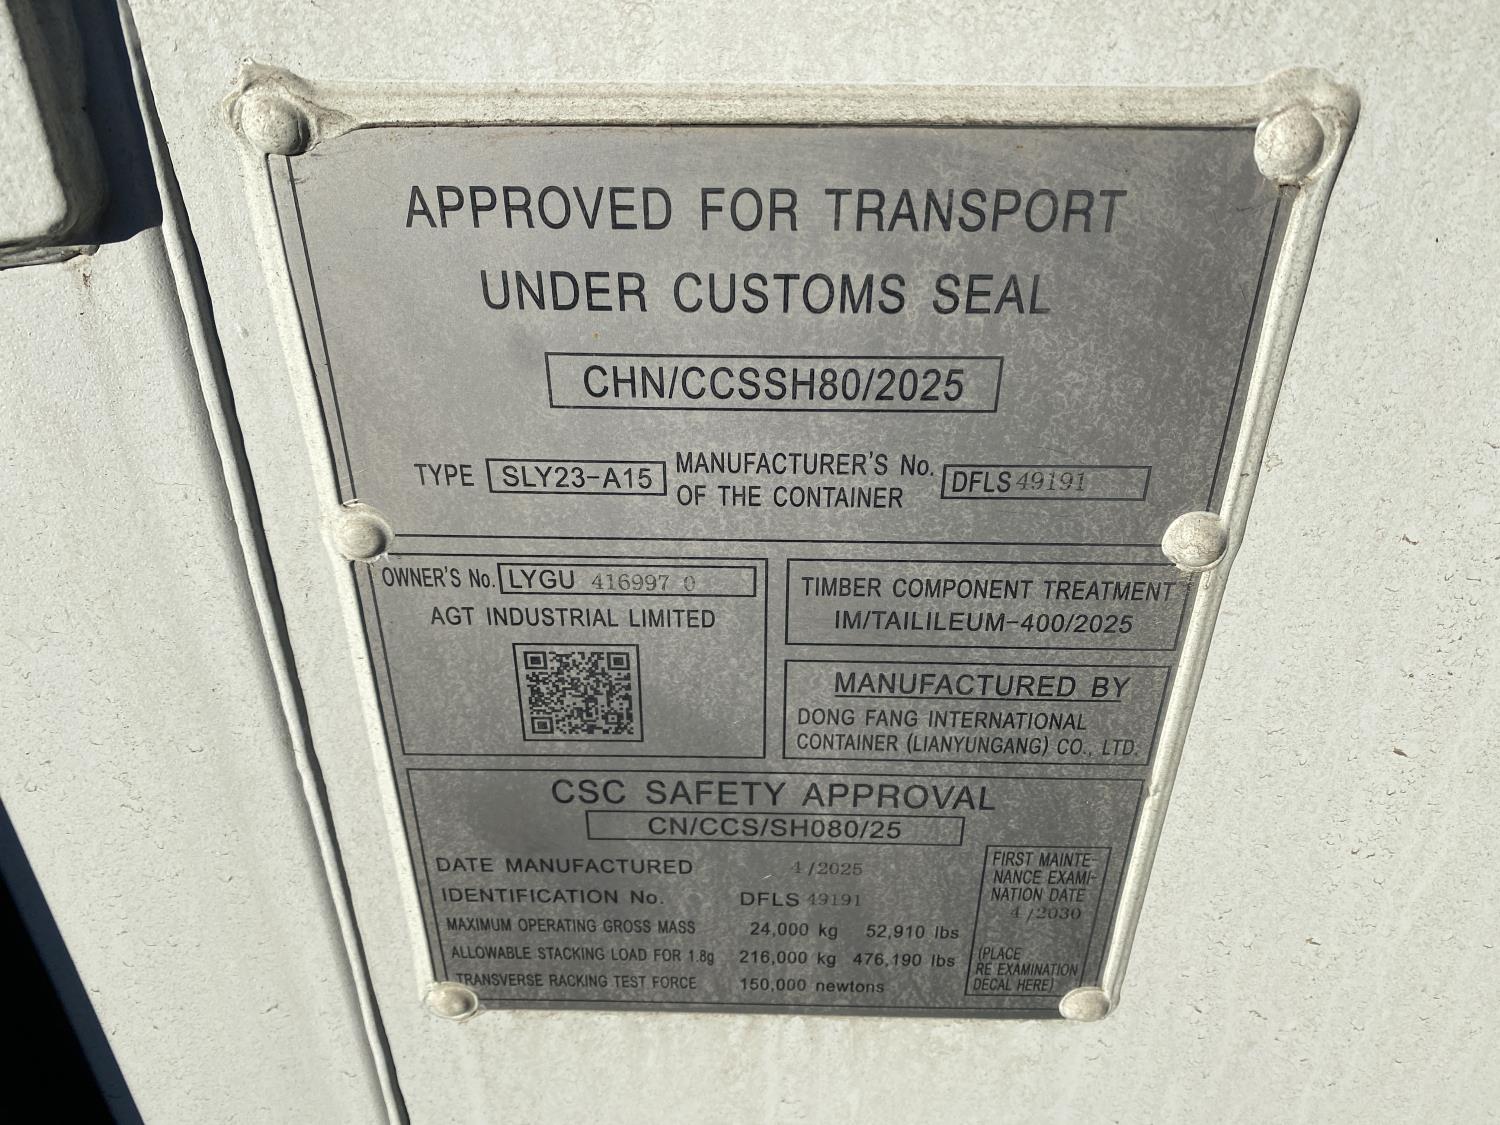 APPROVED FOR TRANSPORT
UNDER CUSTOMS SEAL
CHN/CCSSH80/2025
TYPE SLY23-A15 MANUFACTURER'S No. OF THE CONTAINER DFLS 49191
OWNER'S No. LYGU 416997 0
AGT INDUSTRIAL LIMITED
TIMBER COMPONENT TREATMENT
IM/TAILILEUM-400/2025
MANUFACTURED BY
DONG FANG INTERNATIONAL
CONTAINER (LIANYUNGANG) CO., LTD.
CSC SAFETY APPROVAL
CN/CCS/SH080/25
DATE MANUFACTURED 4/2025
IDENTIFICATION No. DFLS 49191
MAXIMUM OPERATING GROSS MASS 24,000 kg 52,910 lbs
ALLOWABLE STACKING LOAD FOR 1.8g 216,000 kg 476,190 lbs
TRANSVERSE RACKING TEST FORCE 150,000 newtons
FIRST MAINTE-
NANCE EXAMI-
NATION DATE
4/2030
(PLACE
RE EXAMINATION
DECAL HERE)